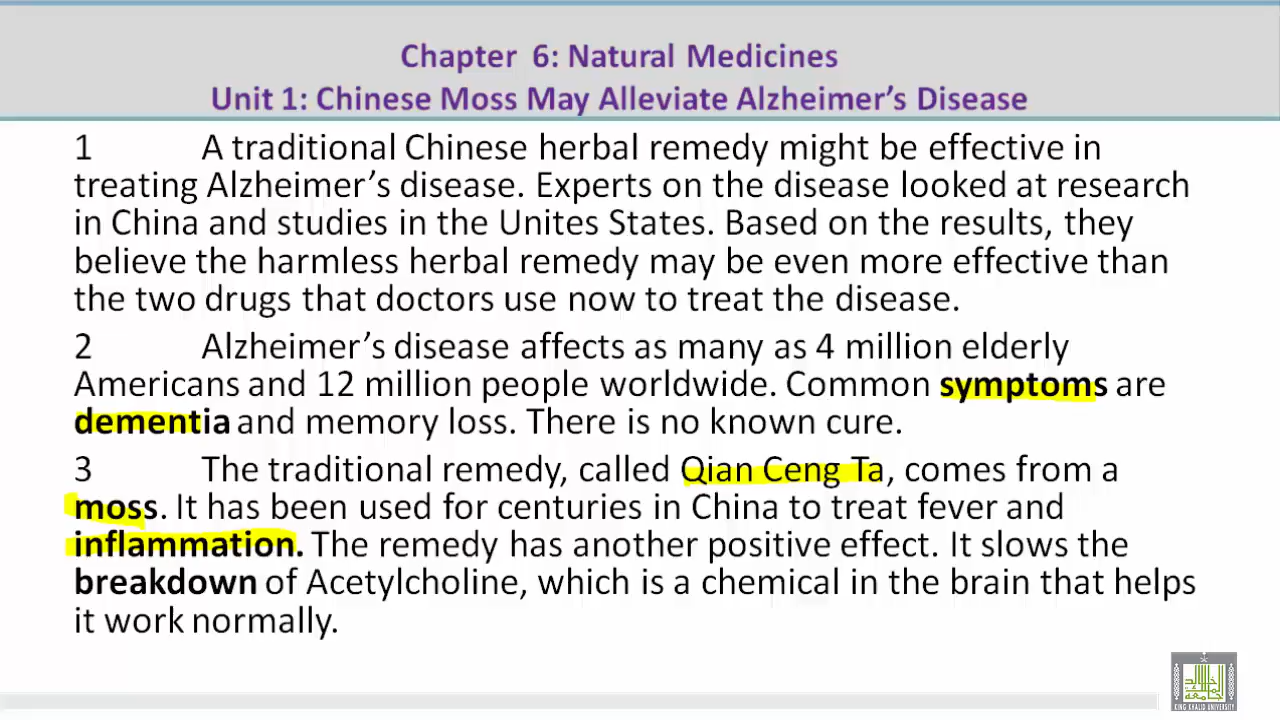 Chapter 6: Natural Medicines
Unit 1: Chinese Moss May Alleviate Alzheimer's Disease
1 A traditional Chinese herbal remedy might be effective in
treating Alzheimer's disease. Experts on the disease looked at research
in China and studies in the Unites States. Based on the results, they
believe the harmless herbal remedy may be even more effective than
the two drugs that doctors use now to treat the disease.
2 Alzheimer's disease affects as many as 4 million elderly
Americans and 12 million people worldwide. Common symptoms are
dementia and memory loss. There is no known cure.
3 The traditional remedy, called Qian Ceng Ta, comes from a
moss. It has been used for centuries in China to treat fever and
inflammation. The remedy has another positive effect. It slows the
breakdown of Acetylcholine, which is a chemical in the brain that helps
it work normally.
KING KHALID UNIVERSITY